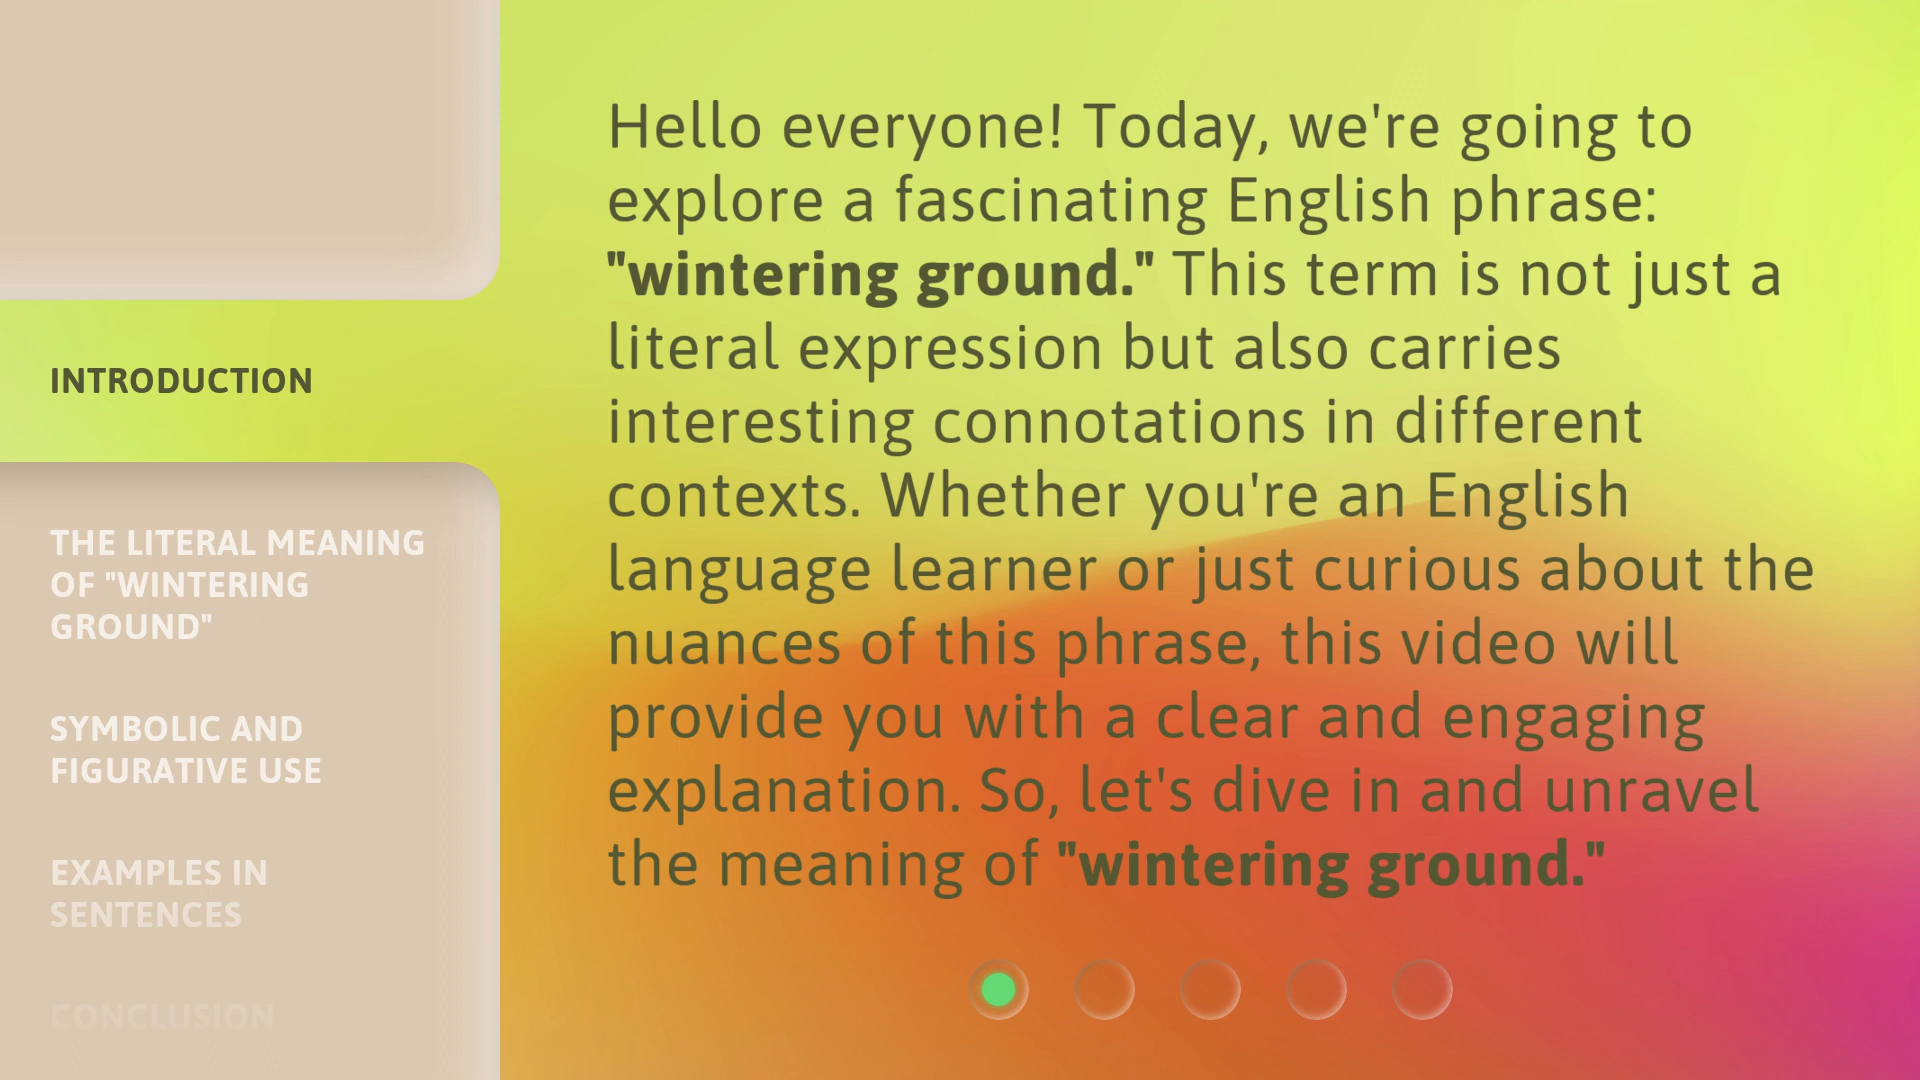 INTRODUCTION
THE LITERAL MEANING
OF "WINTERING
GROUND"
SYMBOLIC AND
FIGURATIVE USE
EXAMPLES IN
SENTENCES
CONCLUSION
Hello everyone! Today, we're going to
explore a fascinating English phrase:
"wintering ground." This term is not just a
literal expression but also carries
interesting connotations in different
contexts. Whether you're an English
language learner or just curious about the
nuances of this phrase, this video will
provide you with a clear and engaging
explanation. So, let's dive in and unravel
the meaning of "wintering ground."